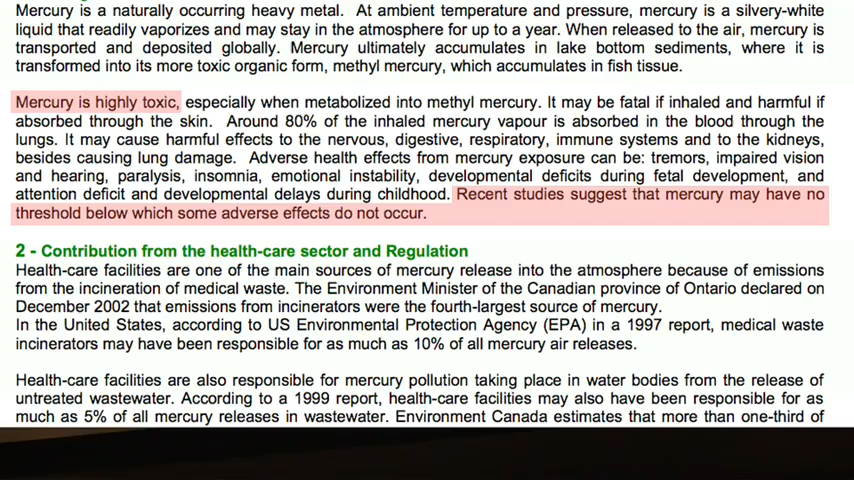 Mercury is a naturally occurring heavy metal. At ambient temperature and pressure, mercury is a silvery-white
liquid that readily vaporizes and may stay in the atmosphere for up to a year. When released to the air, mercury is
transported and deposited globally. Mercury ultimately accumulates in lake bottom sediments, where it is
transformed into its more toxic organic form, methyl mercury, which accumulates in fish tissue.
Mercury is highly toxic, especially when metabolized into methyl mercury. It may be fatal if inhaled and harmful if
absorbed through the skin. Around 80% of the inhaled mercury vapour is absorbed in the blood through the
lungs. It may cause harmful effects to the nervous, digestive, respiratory, immune systems and to the kidneys,
besides causing lung damage. Adverse health effects from mercury exposure can be: tremors, impaired vision
and hearing, paralysis, insomnia, emotional instability, developmental deficits during fetal development, and
attention deficit and developmental delays during childhood. Recent studies suggest that mercury may have no
threshold below which some adverse effects do not occur.
2 - Contribution from the health-care sector and Regulation
Health-care facilities are one of the main sources of mercury release into the atmosphere because of emissions
from the incineration of medical waste. The Environment Minister of the Canadian province of Ontario declared on
December 2002 that emissions from incinerators were the fourth-largest source of mercury.
In the United States, according to US Environmental Protection Agency (EPA) in a 1997 report, medical waste
incinerators may have been responsible for as much as 10% of all mercury air releases.
Health-care facilities are also responsible for mercury pollution taking place in water bodies from the release of
untreated wastewater. According to a 1999 report, health-care facilities may also have been responsible for as
much as 5% of all mercury releases in wastewater. Environment Canada estimates that more than one-third of